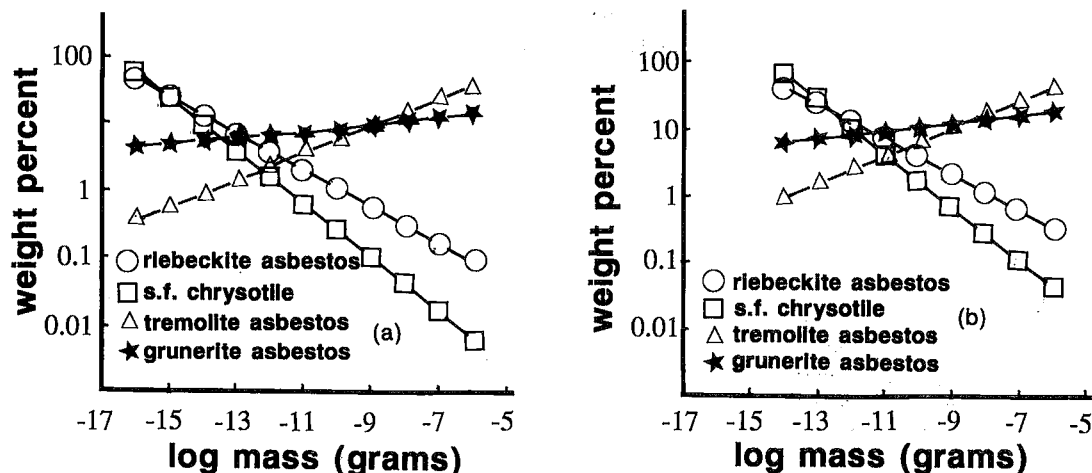 weight percent
100
1
0.1
0.01
riebeckite asbestos
s.f. chrysotile
tremolite asbestos
grunerite asbestos
(a)
-17 -15 -13 -11 -9 -7 -5
log mass (grams)
weight percent
100
10
1
0.1
0.01
riebeckite asbestos
s.f. chrysotile
tremolite asbestos
grunerite asbestos
(b)
-17 -15 -13 -11 -9 -7 -5
log mass (grams)